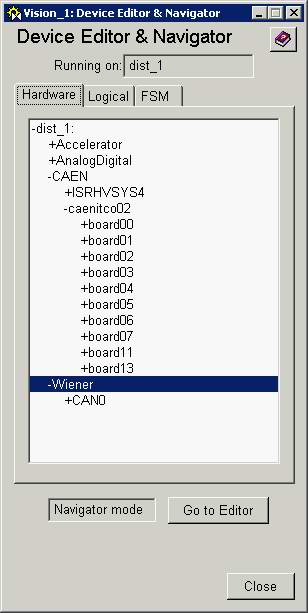 Vision_1: Device Editor & Navigator
Device Editor & Navigator
Running on: dist_1
Hardware Logical FSM
-dist_1:
+Accelerator
+AnalogDigital
-CAEN
+ISRHVSYS4
-caenitco02
+board00
+board01
+board02
+board03
+board04
+board05
+board06
+board07
+board11
+board13
-Wiener
+CAN0
Navigator mode Go to Editor
Close